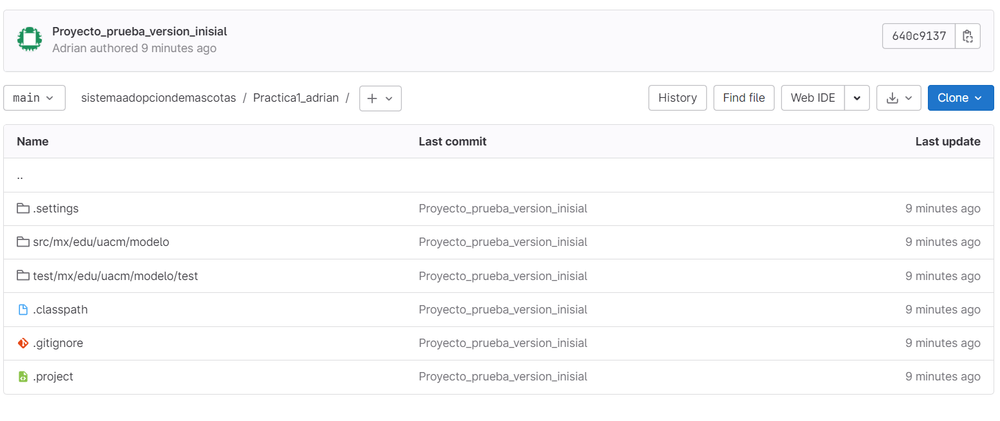 Proyecto_prueba_version_inisial
Adrian authored 9 minutes ago
640c9137
main
sistemaadopciondemascotas / Practica1_adrian /
History
Find file
Web IDE
Clone
Name Last commit Last update
..
.settings Proyecto_prueba_version_inisial 9 minutes ago
src/mx/edu/uacm/modelo Proyecto_prueba_version_inisial 9 minutes ago
test/mx/edu/uacm/modelo/test Proyecto_prueba_version_inisial 9 minutes ago
.classpath Proyecto_prueba_version_inisial 9 minutes ago
.gitignore Proyecto_prueba_version_inisial 9 minutes ago
.project Proyecto_prueba_version_inisial 9 minutes ago